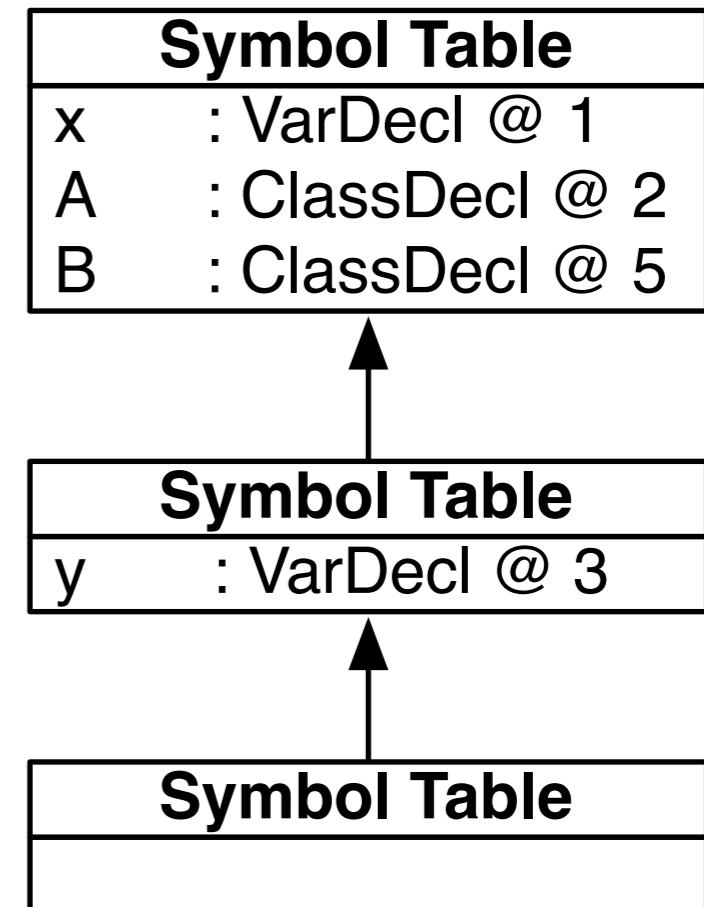 Symbol Table
x : VarDecl @ 1
A : ClassDecl @ 2
B : ClassDecl @ 5
Symbol Table
y : VarDecl @ 3
Symbol Table